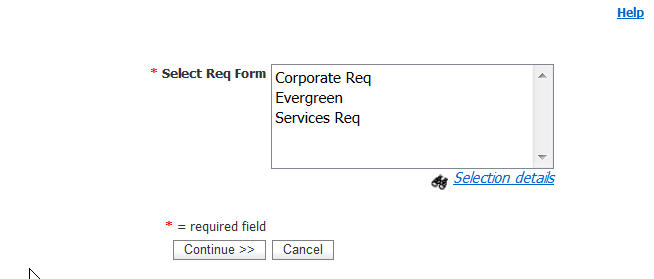 Help
* Select Req Form
Corporate Req
Evergreen
Services Req
Selection details
* = required field
Continue >> Cancel